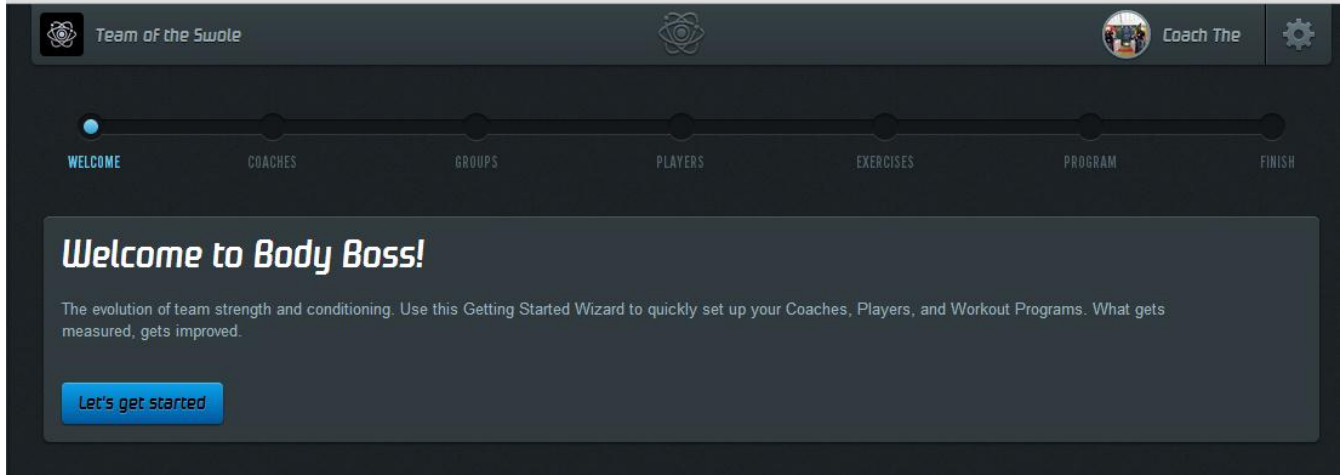 Team of the Swole
Coach The
WELCOME
COACHES
GROUPS
PLAYERS
EXERCISES
PROGRAM
FINISH
Welcome to Body Boss!
The evolution of team strength and conditioning. Use this Getting Started Wizard to quickly set up your Coaches, Players, and Workout Programs. What gets
measured, gets improved.
Let's get started